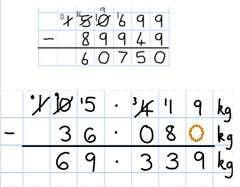 150699
- 89949
60750
105.419 kg
- 36.080 kg
69.339 kg